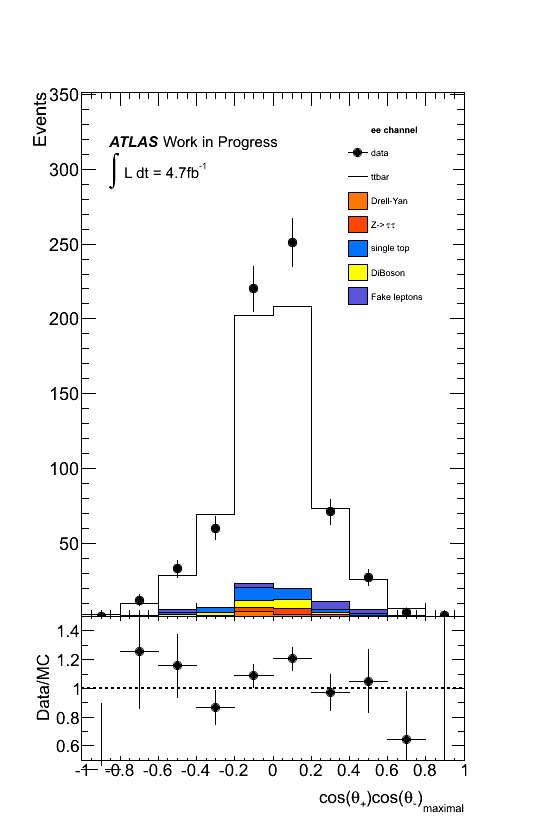 350
Events
ATLAS Work in Progress
∫ L dt = 4.7fb⁻¹
ee channel
data
ttbar
Drell-Yan
Z->ττ
single top
DiBoson
Fake leptons
300
250
200
150
100
50
Data/MC
1.4
1.2
1
0.8
0.6
-1 -0.8 -0.6 -0.4 -0.2 0 0.2 0.4 0.6 0.8 1
cos(θ₊)cos(θ₋)maximal